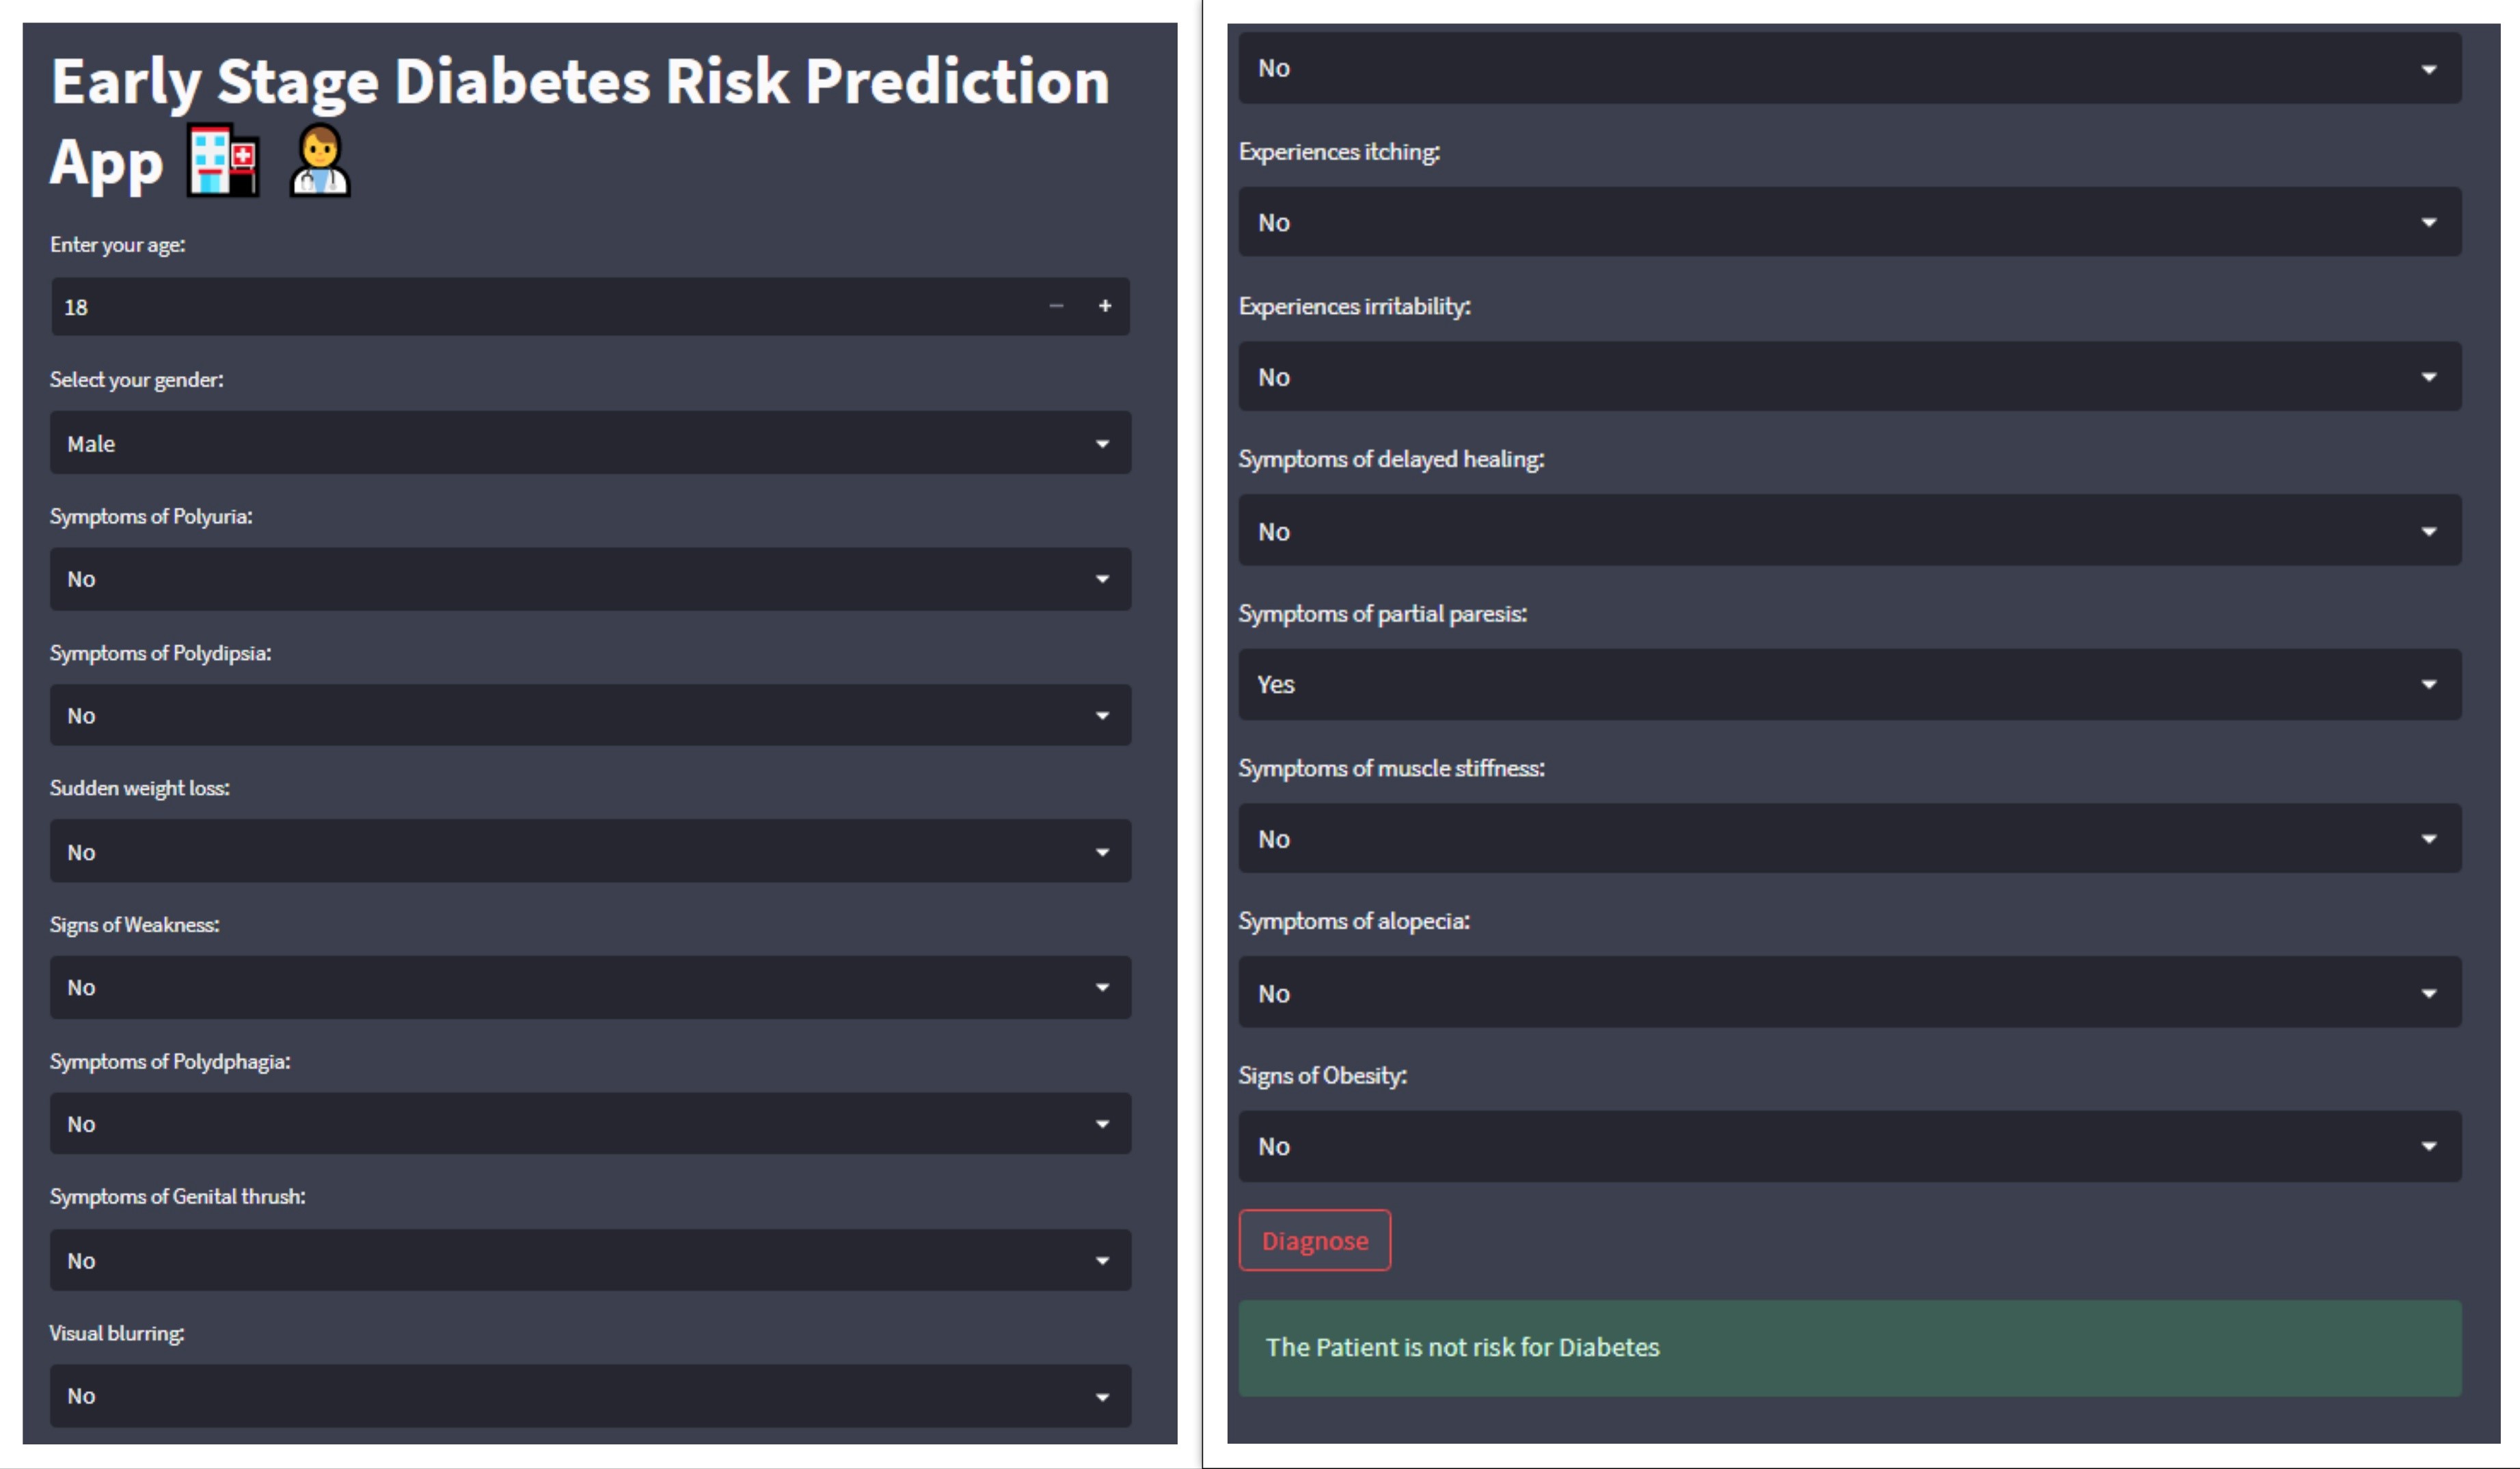 Early Stage Diabetes Risk Prediction
App
Enter your age:
18
Select your gender:
Male
Symptoms of Polyuria:
No
Symptoms of Polydipsia:
No
Sudden weight loss:
No
Signs of Weakness:
No
Symptoms of Polydphagia:
No
Symptoms of Genital thrush:
No
Visual blurring:
No
No
Experiences itching:
No
Experiences irritability:
No
Symptoms of delayed healing:
No
Symptoms of partial paresis:
Yes
Symptoms of muscle stiffness:
No
Symptoms of alopecia:
No
Signs of Obesity:
No
Diagnose
The Patient is not risk for Diabetes